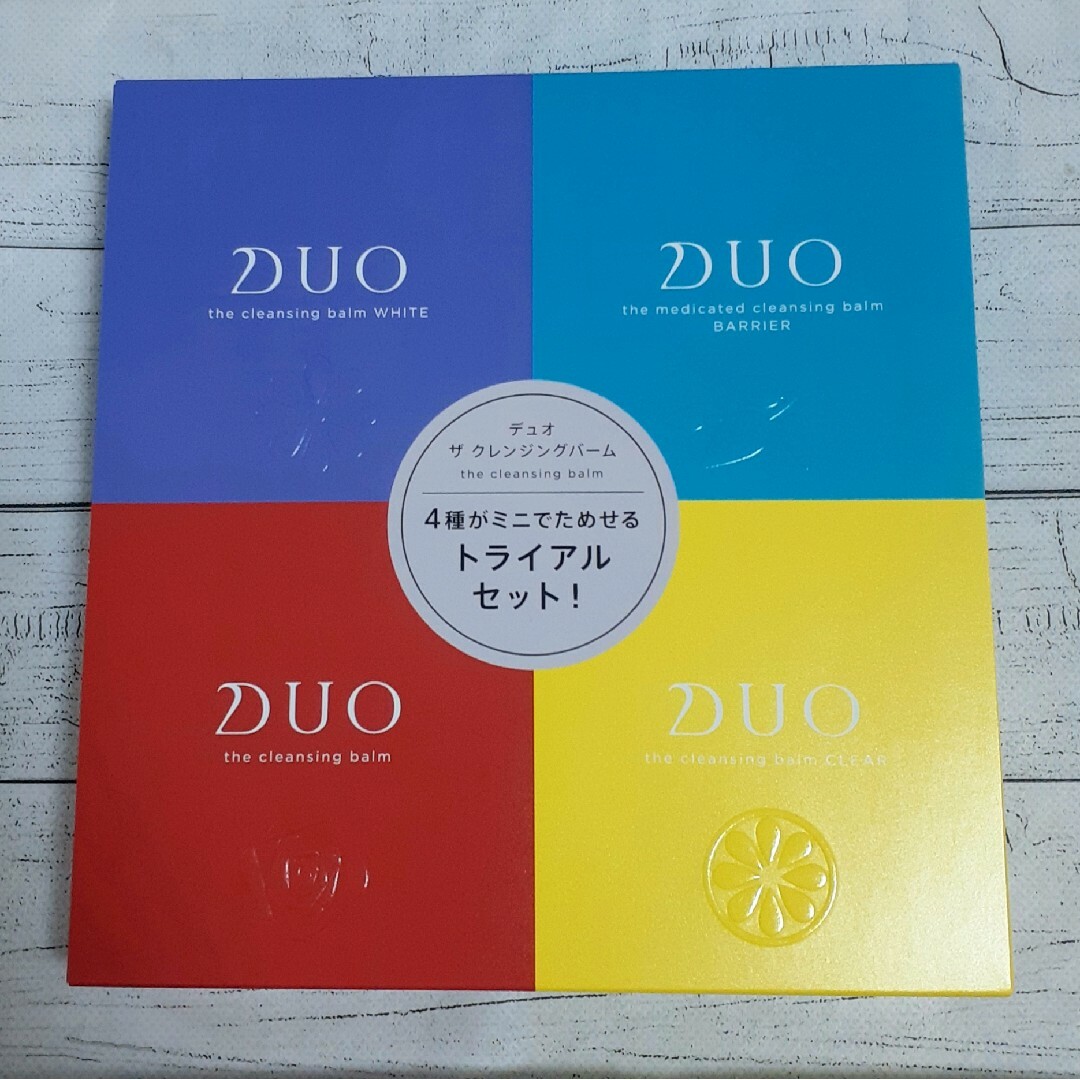 DUO
the cleansing balm WHITE
DUO
the medicated cleansing balm
BARRIER
デュオ
ザ クレンジングバーム
the cleansing balm
4種がミニでためせる
トライアル
セット!
DUO
the cleansing balm
DUO
the cleansing balm CLEAR